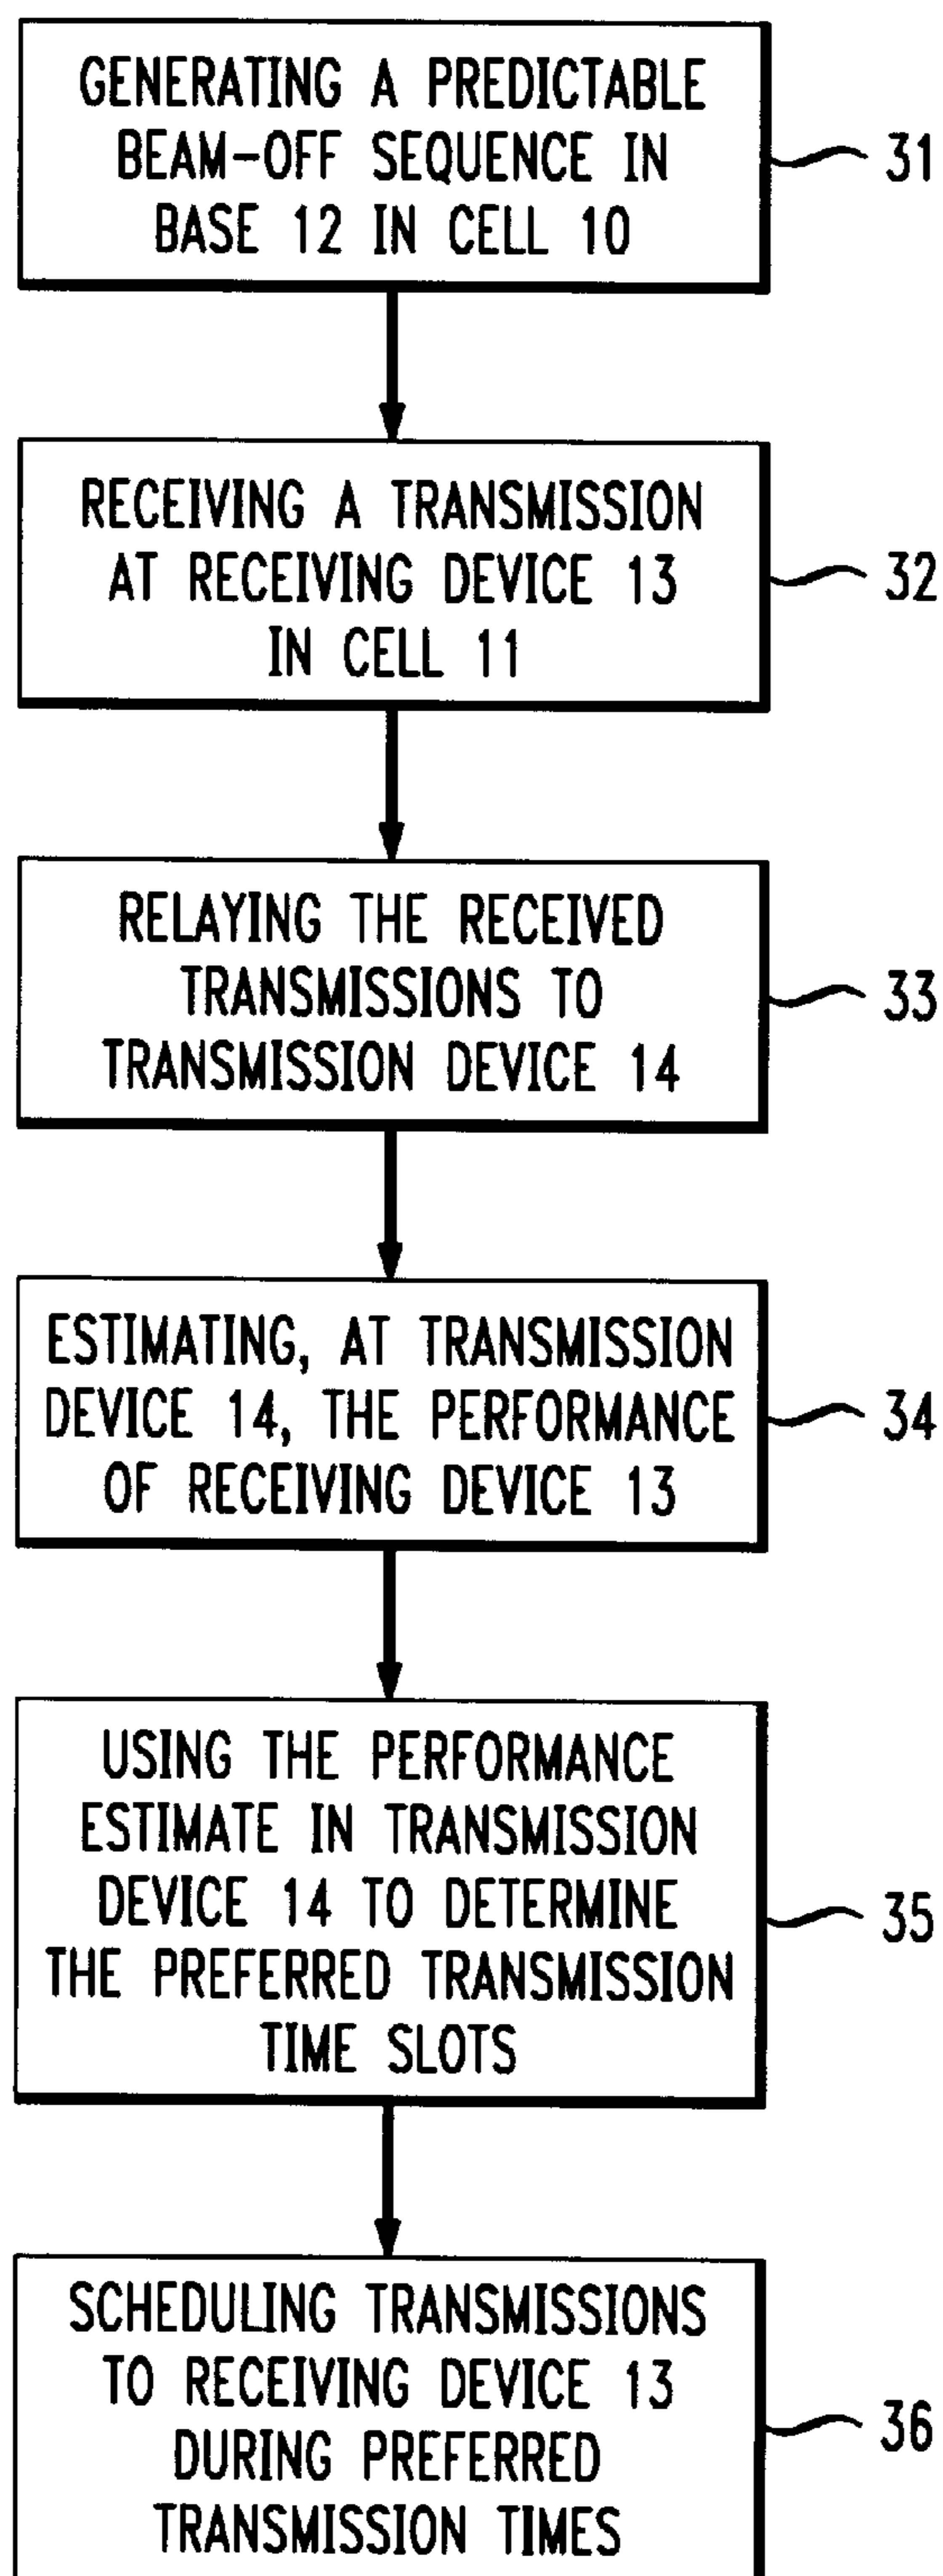 GENERATING A PREDICTABLE
BEAM-OFF SEQUENCE IN
BASE 12 IN CELL 10
31
RECEIVING A TRANSMISSION
AT RECEIVING DEVICE 13
IN CELL 11
32
RELAYING THE RECEIVED
TRANSMISSIONS TO
TRANSMISSION DEVICE 14
33
ESTIMATING, AT TRANSMISSION
DEVICE 14, THE PERFORMANCE
OF RECEIVING DEVICE 13
34
USING THE PERFORMANCE
ESTIMATE IN TRANSMISSION
DEVICE 14 TO DETERMINE
THE PREFERRED TRANSMISSION
TIME SLOTS
35
SCHEDULING TRANSMISSIONS
TO RECEIVING DEVICE 13
DURING PREFERRED
TRANSMISSION TIMES
36